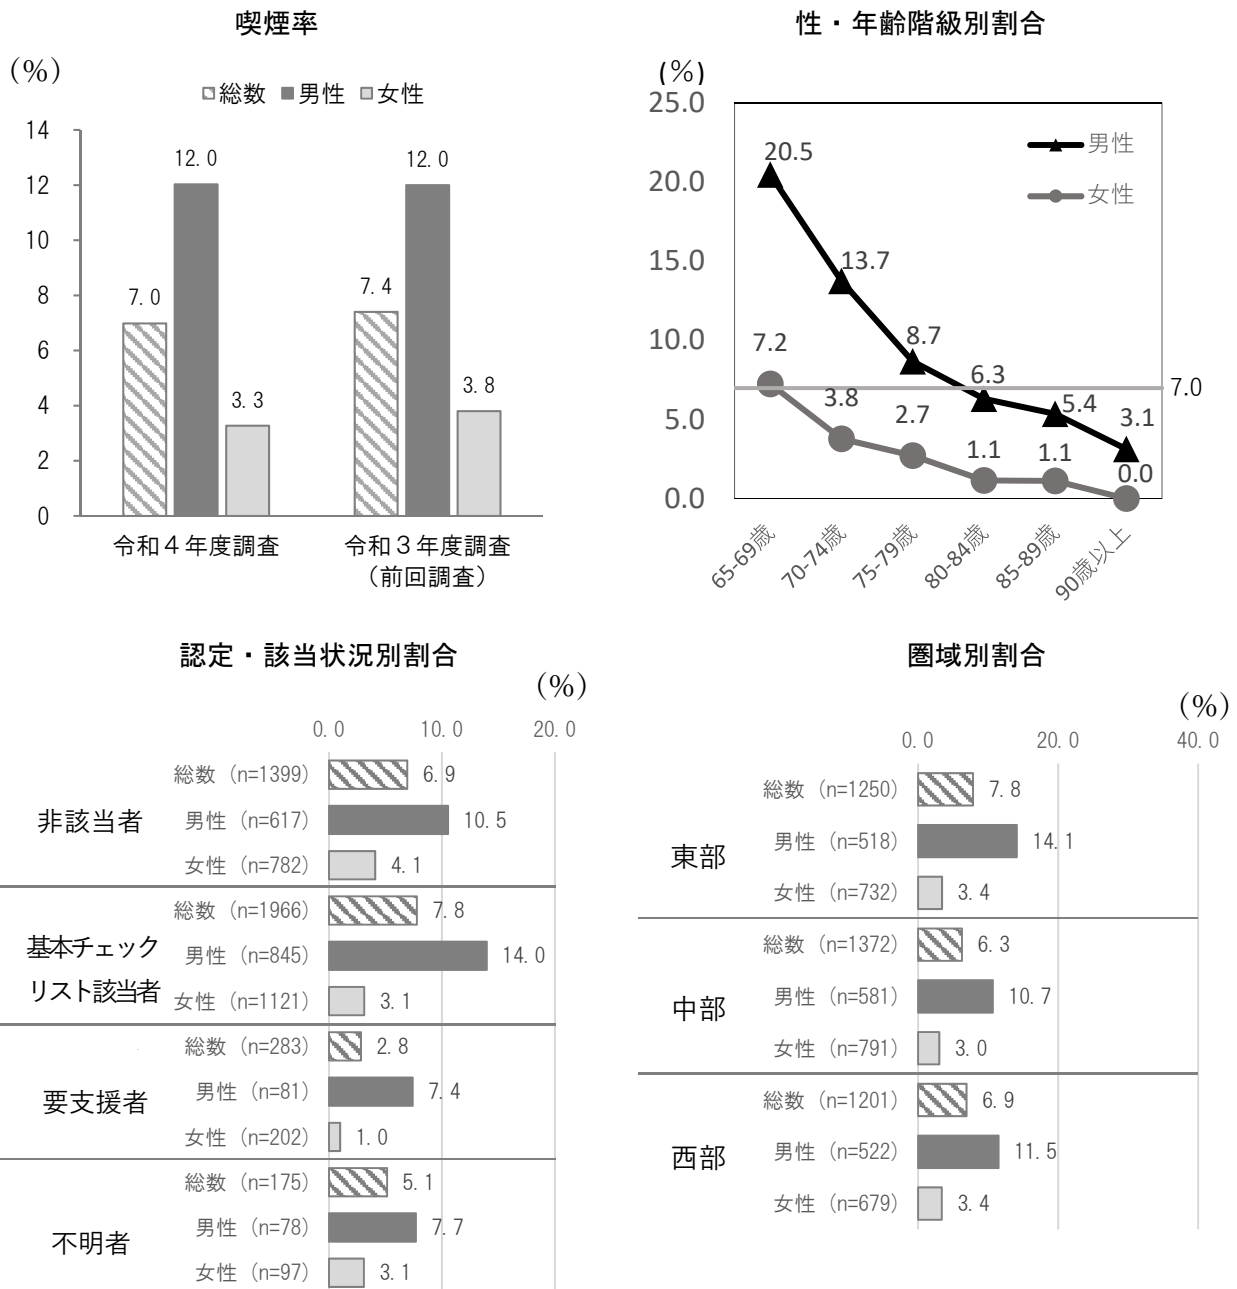 喫煙率
(%)
総数 男性 女性
14
12
10
8
6
4
2
0
7.0
12.0
3.3
7.4
12.0
3.8
令和４年度調査
令和３年度調査
（前回調査）
性・年齢階級別割合
(%)
25.0
20.0
15.0
10.0
5.0
0.0
男性
女性
20.5
13.7
8.7
6.3
5.4
3.1
7.2
3.8
2.7
1.1
1.1
0.0
7.0
65-69歳
70-74歳
75-79歳
80-84歳
85-89歳
90歳以上
認定・該当状況別割合
(%)
0.0 10.0 20.0
非該当者
総数（n=1399） 6.9
男性（n=617） 10.5
女性（n=782） 4.1
基本チェック
リスト該当者
総数（n=1966） 7.8
男性（n=845） 14.0
女性（n=1121） 3.1
要支援者
総数（n=283） 2.8
男性（n=81） 7.4
女性（n=202） 1.0
不明者
総数（n=175） 5.1
男性（n=78） 7.7
女性（n=97） 3.1
圏域別割合
(%)
0.0 20.0 40.0
東部
総数（n=1250） 7.8
男性（n=518） 14.1
女性（n=732） 3.4
中部
総数（n=1372） 6.3
男性（n=581） 10.7
女性（n=791） 3.0
西部
総数（n=1201） 6.9
男性（n=522） 11.5
女性（n=679） 3.4